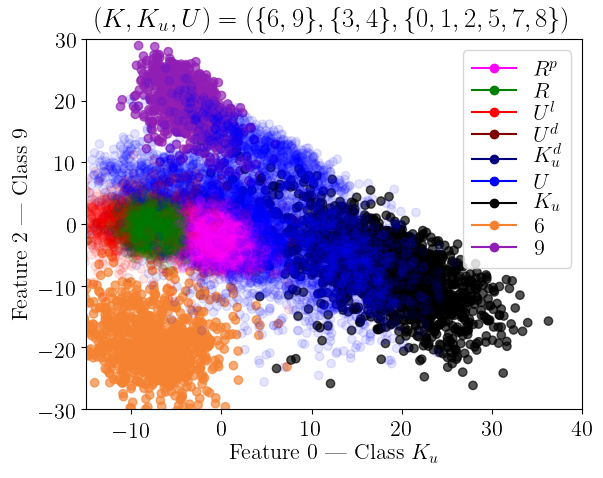 (K, K_u, U) = ({6, 9}, {3, 4}, {0, 1, 2, 5, 7, 8})
30
20
10
0
−10
−20
−30
Feature 2 — Class 9
R^p
R
U^l
U^d
K_u^d
U
K_u
6
9
−10
0
10
20
30
40
Feature 0 — Class K_u